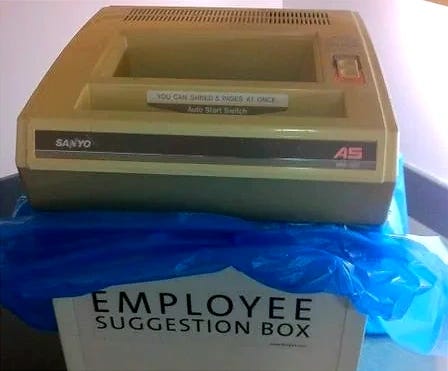 YOU CAN SHRED 5 PAGES AT ONCE
Auto Start Switch
SANYO
AS
EMPLOYEE
SUGGESTION BOX